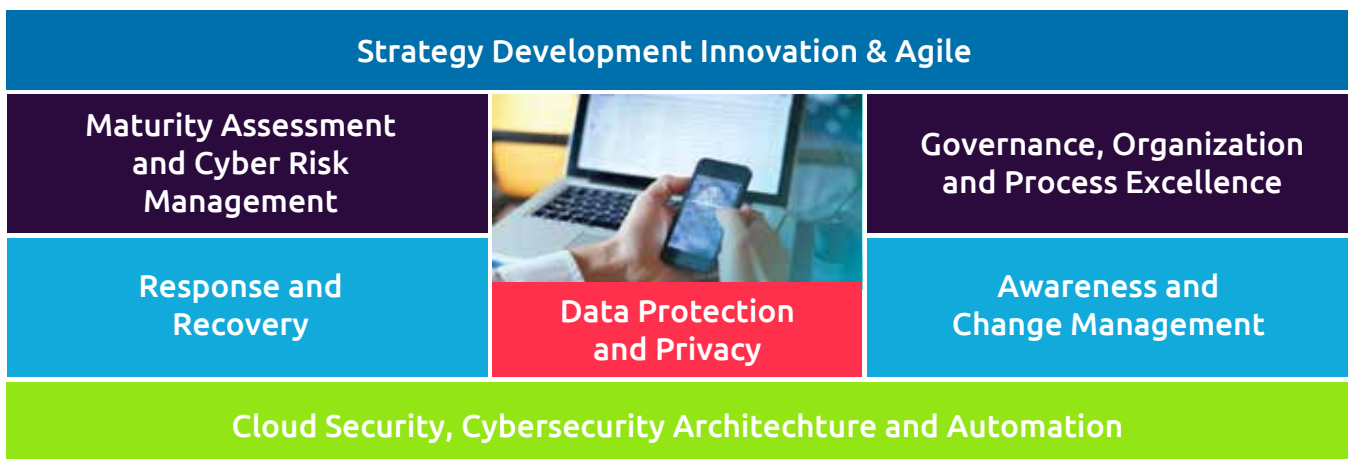 Strategy Development Innovation & Agile
Maturity Assessment
and Cyber Risk
Management
Governance, Organization
and Process Excellence
Response and
Recovery
Data Protection
and Privacy
Awareness and
Change Management
Cloud Security, Cybersecurity Architechture and Automation